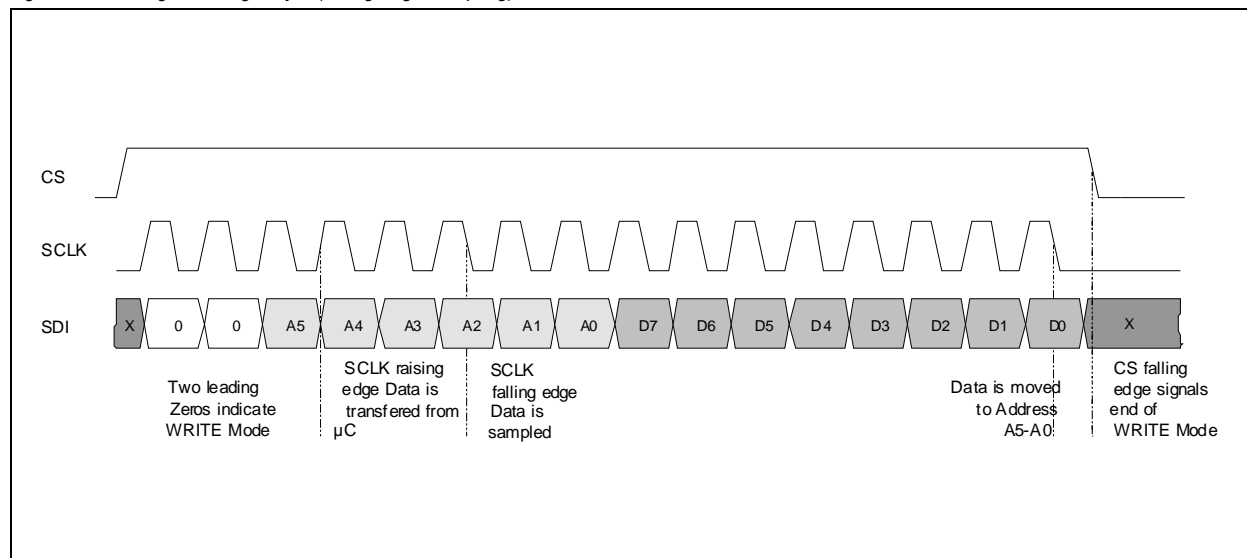 CS
SCLK
SDI
X 0 0 A5 A4 A3 A2 A1 A0 D7 D6 D5 D4 D3 D2 D1 D0 X
Two leading
Zeros indicate
WRITE Mode
SCLK raising
edge Data is
transfered from
µC
SCLK
falling edge
Data is
sampled
Data is moved
to Address
A5-A0
CS falling
edge signals
end of
WRITE Mode